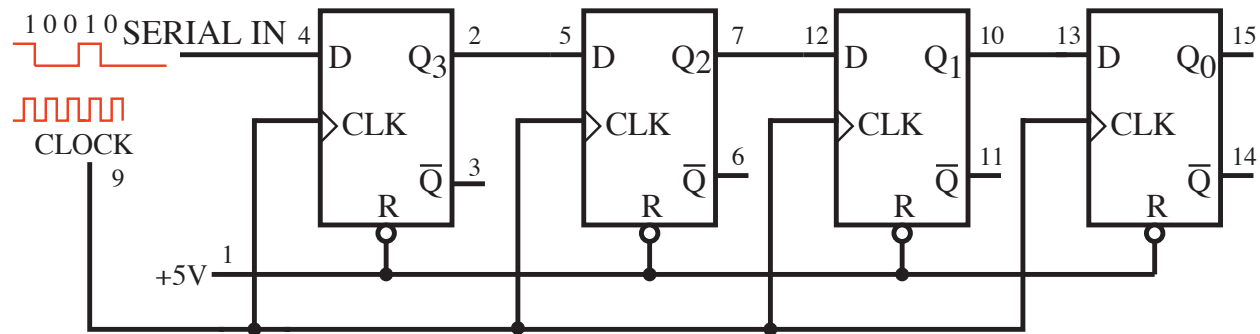 1 0 0 1 0 SERIAL IN 4 2 5 7 12 10 13 15
D Q3 D Q2 D Q1 D Q0
CLK CLK CLK CLK
CLOCK
9 Q 3 Q 6 Q 11 Q 14
R R R R
+5V 1